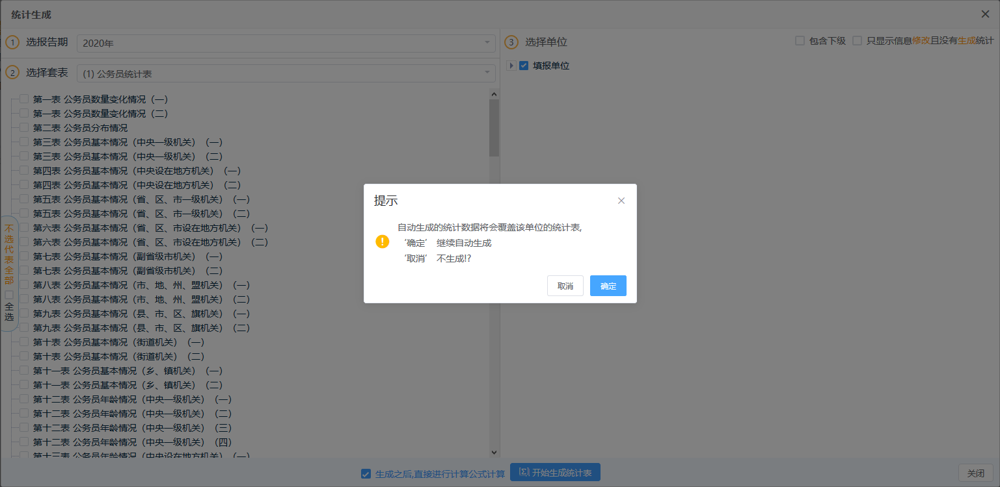 统计生成
1 选报告期 2020年
2 选择套表 (1) 公务员统计表
第一表 公务员数量变化情况（一）
第一表 公务员数量变化情况（二）
第二表 公务员分布情况
第三表 公务员基本情况（中央一级机关）（一）
第三表 公务员基本情况（中央一级机关）（二）
第四表 公务员基本情况（中央设在地方机关）（一）
第四表 公务员基本情况（中央设在地方机关）（二）
第五表 公务员基本情况（省、区、市一级机关）（一）
第五表 公务员基本情况（省、区、市一级机关）（二）
第六表 公务员基本情况（省、区、市设在地方机关）（一）
第六表 公务员基本情况（省、区、市设在地方机关）（二）
第七表 公务员基本情况（副省级市机关）（一）
第七表 公务员基本情况（副省级市机关）（二）
第八表 公务员基本情况（市、地、州、盟机关）（一）
第八表 公务员基本情况（市、地、州、盟机关）（二）
第九表 公务员基本情况（县、市、区、旗机关）（一）
第九表 公务员基本情况（县、市、区、旗机关）（二）
第十表 公务员基本情况（街道机关）（一）
第十表 公务员基本情况（街道机关）（二）
第十一表 公务员基本情况（乡、镇机关）（一）
第十一表 公务员基本情况（乡、镇机关）（二）
第十二表 公务员年龄情况（中央一级机关）（一）
第十二表 公务员年龄情况（中央一级机关）（二）
第十二表 公务员年龄情况（中央一级机关）（三）
第十二表 公务员年龄情况（中央一级机关）（四）
第十三表 公务员年龄情况（中央设在地方机关）（一）
不选代表全部
全选
3 选择单位 包含下级 只显示信息修改且没有生成统计
填报单位
提示
自动生成的统计数据将会覆盖该单位的统计表,
‘确定’ 继续自动生成
‘取消’ 不生成!?
取消 确定
生成之后,直接进行计算公式计算 开始生成统计表 关闭